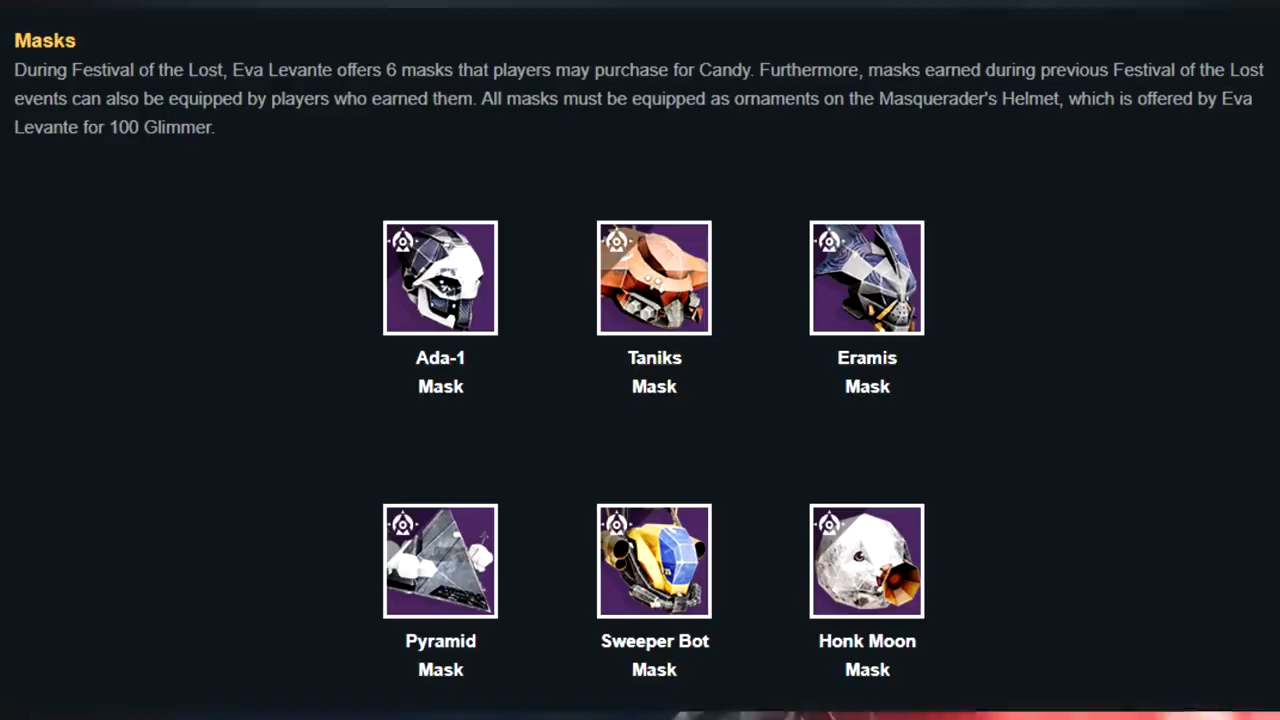 Masks
During Festival of the Lost, Eva Levante offers 6 masks that players may purchase for Candy. Furthermore, masks earned during previous Festival of the Lost
events can also be equipped by players who earned them. All masks must be equipped as ornaments on the Masquerader's Helmet, which is offered by Eva
Levante for 100 Glimmer.
Ada-1
Mask
Taniks
Mask
Eramis
Mask
Pyramid
Mask
Sweeper Bot
Mask
Honk Moon
Mask